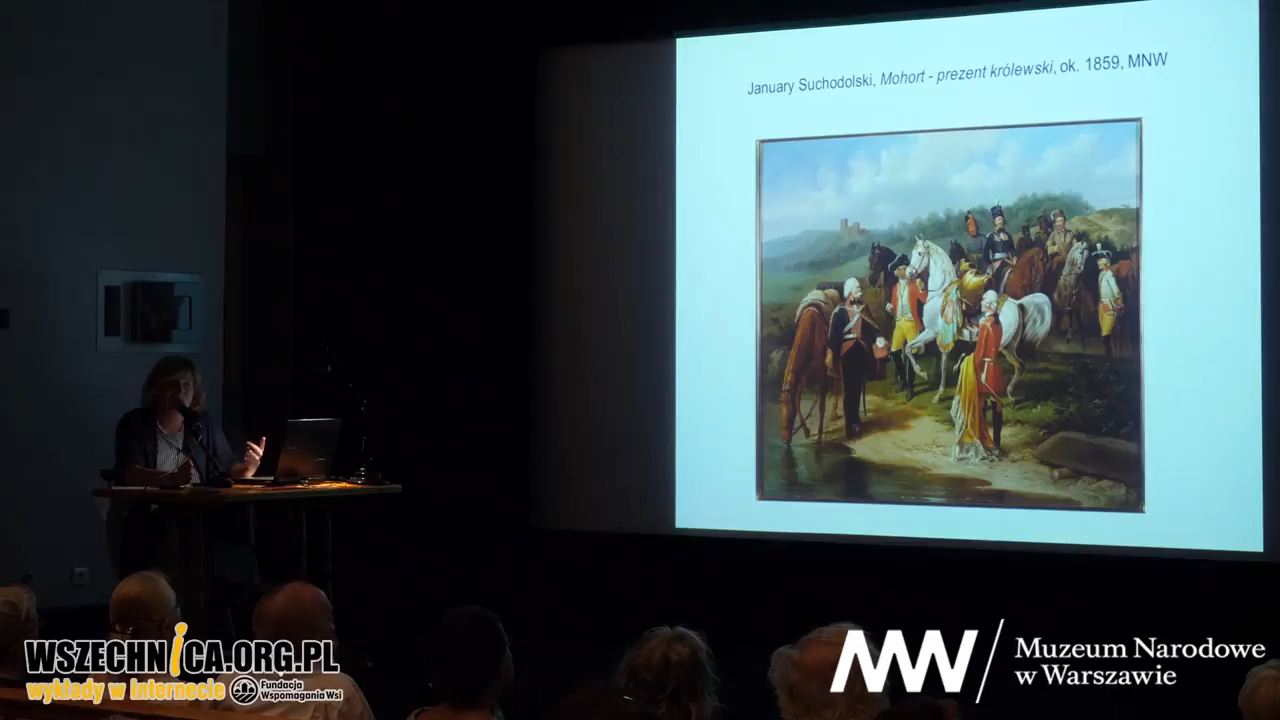 January Suchodolski, Mohort - prezent królewski, ok. 1859, MNW
WSZECHNICA.ORG.PL
wykłady w internecie
Fundacja
Wspomagania Wsi
MNW
Muzeum Narodowe
w Warszawie